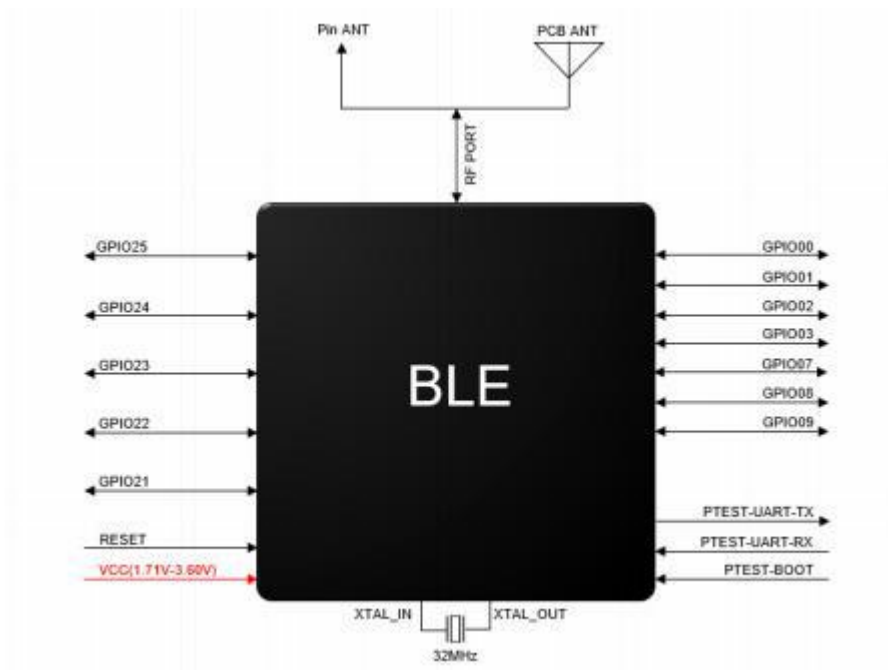 Pin ANT
PCB ANT
RF PORT
GPIO25
GPIO24
GPIO23
GPIO22
GPIO21
RESET
VCC(1.71V-3.60V)
BLE
GPIO00
GPIO01
GPIO02
GPIO03
GPIO07
GPIO08
GPIO09
PTEST-UART-TX
PTEST-UART-RX
PTEST-BOOT
XTAL_IN
XTAL_OUT
32MHz